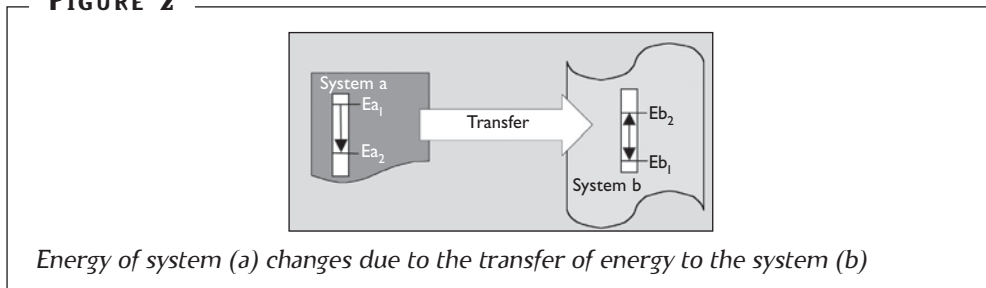 FIGURE 2
System a
Ea₁
Ea₂
Transfer
Eb₂
Eb₁
System b
Energy of system (a) changes due to the transfer of energy to the system (b)